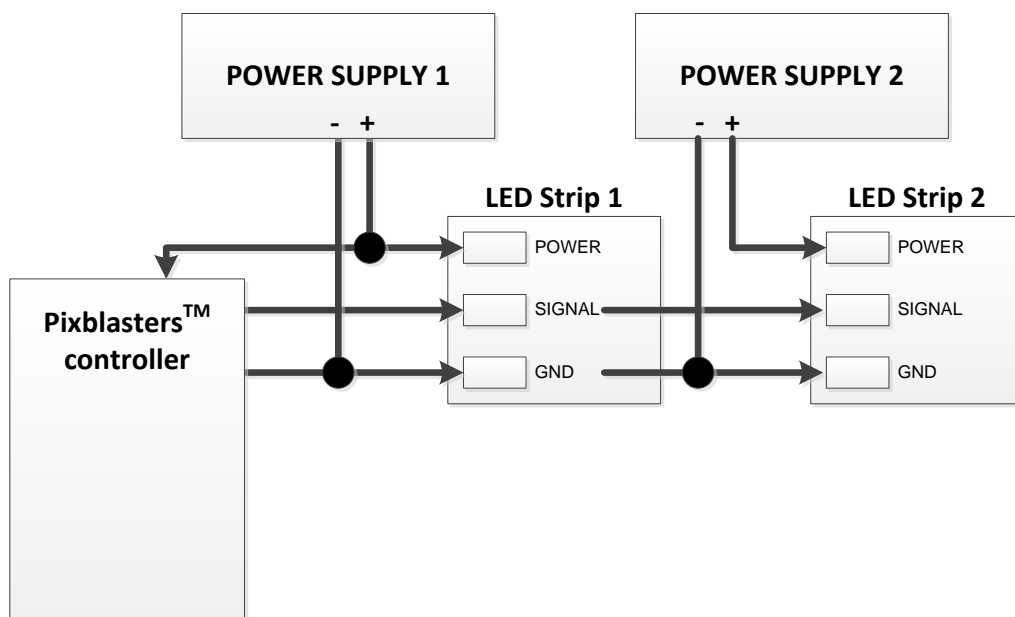 POWER SUPPLY 1
- +
POWER SUPPLY 2
- +
LED Strip 1
POWER
SIGNAL
GND
LED Strip 2
POWER
SIGNAL
GND
Pixblasters™
controller